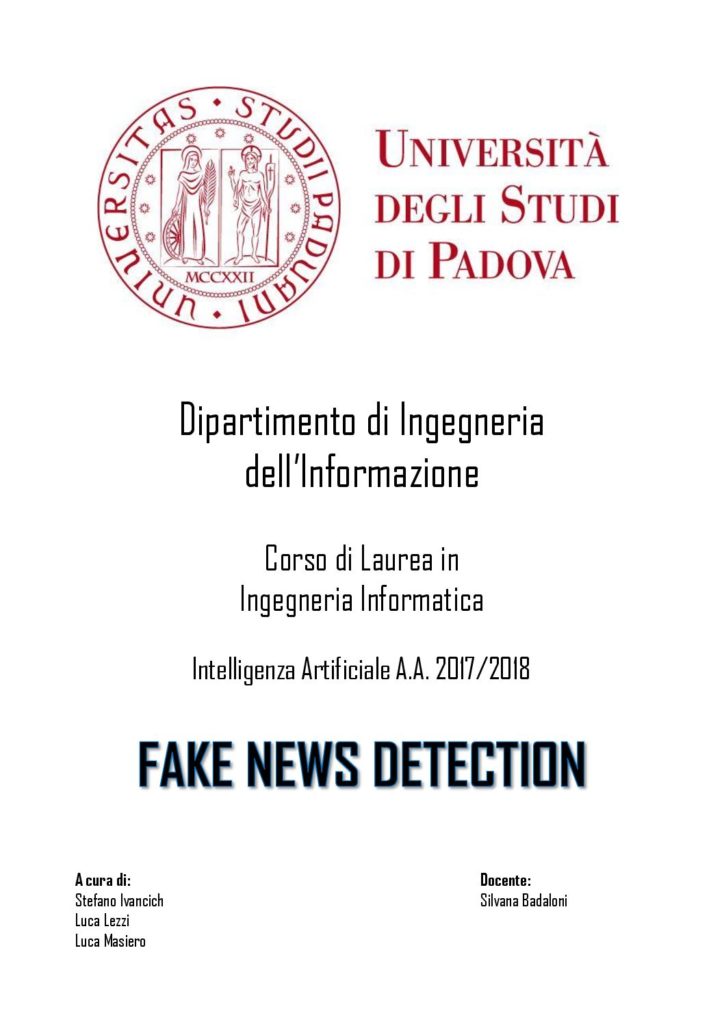 UNIVERSITAS • STUDII PADUANI •
MCCXXII
UNIVERSITÀ
DEGLI STUDI
DI PADOVA
Dipartimento di Ingegneria
dell'Informazione
Corso di Laurea in
Ingegneria Informatica
Intelligenza Artificiale A.A. 2017/2018
FAKE NEWS DETECTION
A cura di:
Stefano Ivancich
Luca Lezzi
Luca Masiero
Docente:
Silvana Badaloni